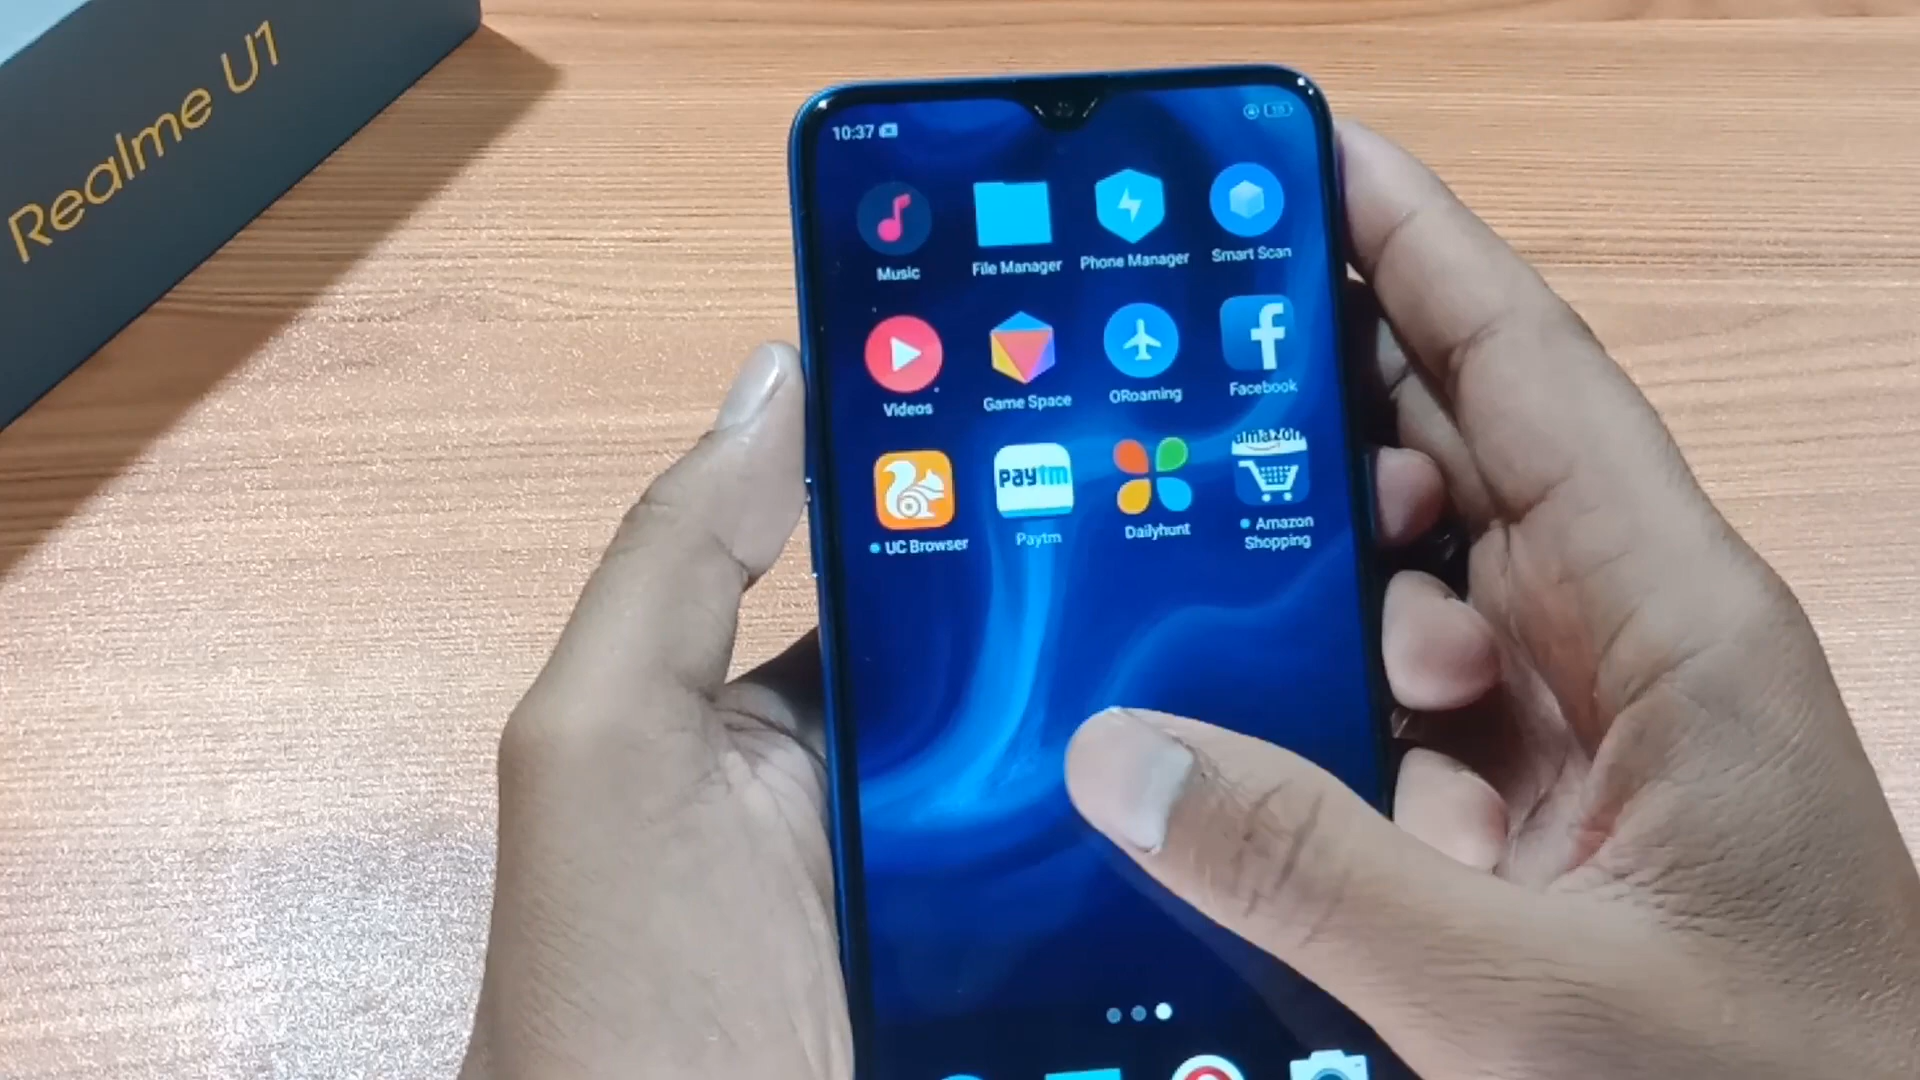 Realme U1
10:37
Music
File Manager
Phone Manager
Smart Scan
Videos
Game Space
ORoaming
Facebook
paytm
amazon
UC Browser
Paytm
Dailyhunt
Amazon
Shopping